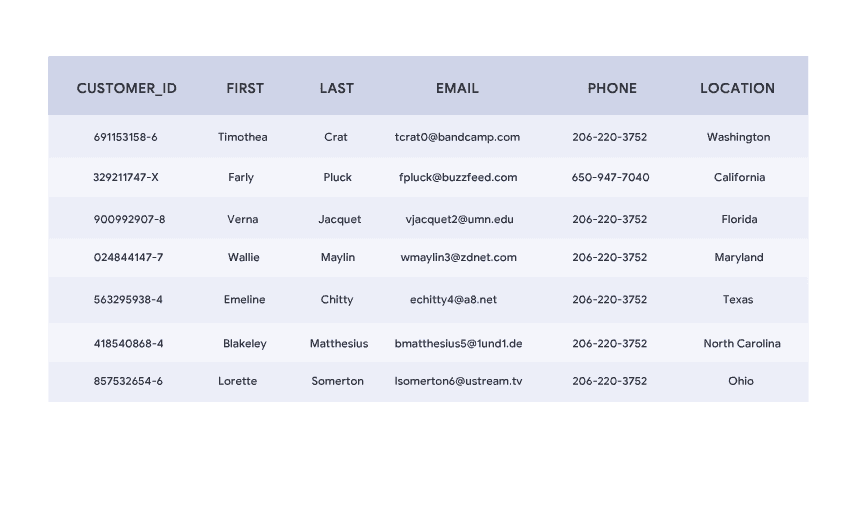 CUSTOMER_ID FIRST LAST EMAIL PHONE LOCATION
691153158-6 Timothea Crat tcrat0@bandcamp.com 206-220-3752 Washington
329211747-X Farly Pluck fpluck@buzzfeed.com 650-947-7040 California
900992907-8 Verna Jacquet vjacquet2@umn.edu 206-220-3752 Florida
024844147-7 Wallie Maylin wmaylin3@zdnet.com 206-220-3752 Maryland
563295938-4 Emeline Chitty echitty4@a8.net 206-220-3752 Texas
418540868-4 Blakeley Matthesius bmatthesius5@1und1.de 206-220-3752 North Carolina
857532654-6 Lorette Somerton lsomerton6@ustream.tv 206-220-3752 Ohio